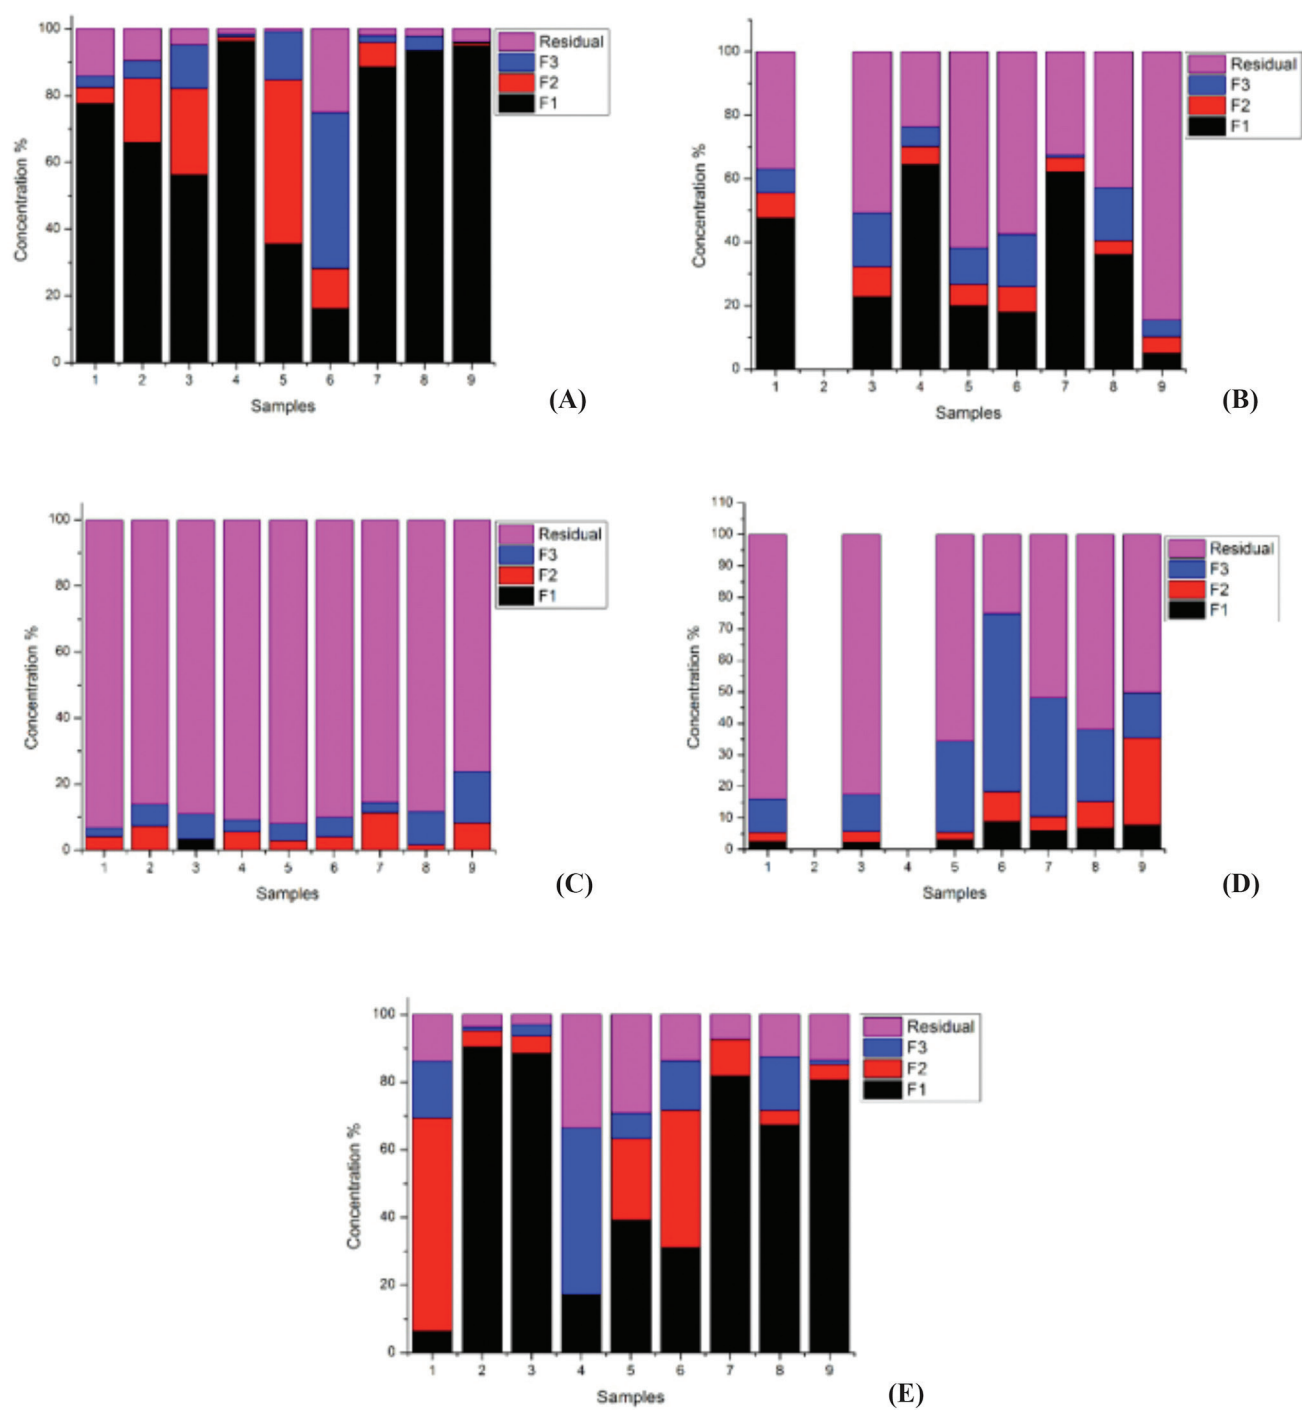 100
80
60
40
20
0
Concentration %
1 2 3 4 5 6 7 8 9
Samples
Residual
F3
F2
F1
(A)
100
80
60
40
20
0
Concentration %
1 2 3 4 5 6 7 8 9
Samples
Residual
F3
F2
F1
(B)
100
80
60
40
20
0
Concentration %
1 2 3 4 5 6 7 8 9
Samples
Residual
F3
F2
F1
(C)
110
100
90
80
70
60
50
40
30
20
10
0
Concentration %
1 2 3 4 5 6 7 8 9
Samples
Residual
F3
F2
F1
(D)
100
80
60
40
20
0
Concentration %
1 2 3 4 5 6 7 8 9
Samples
Residual
F3
F2
F1
(E)